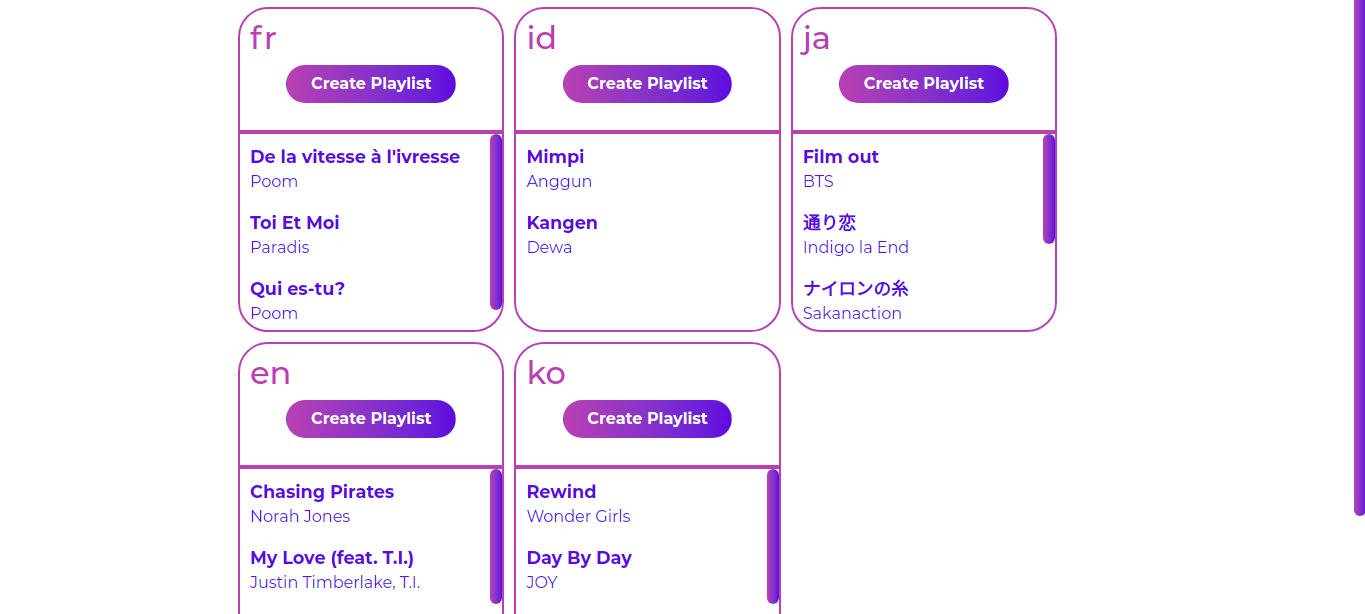 fr
Create Playlist
De la vitesse à l'ivresse
Poom
Toi Et Moi
Paradis
Qui es-tu?
Poom
id
Create Playlist
Mimpi
Anggun
Kangen
Dewa
ja
Create Playlist
Film out
BTS
通り恋
Indigo la End
ナイロンの糸
Sakanaction
en
Create Playlist
Chasing Pirates
Norah Jones
My Love (feat. T.I.)
Justin Timberlake, T.I.
ko
Create Playlist
Rewind
Wonder Girls
Day By Day
JOY